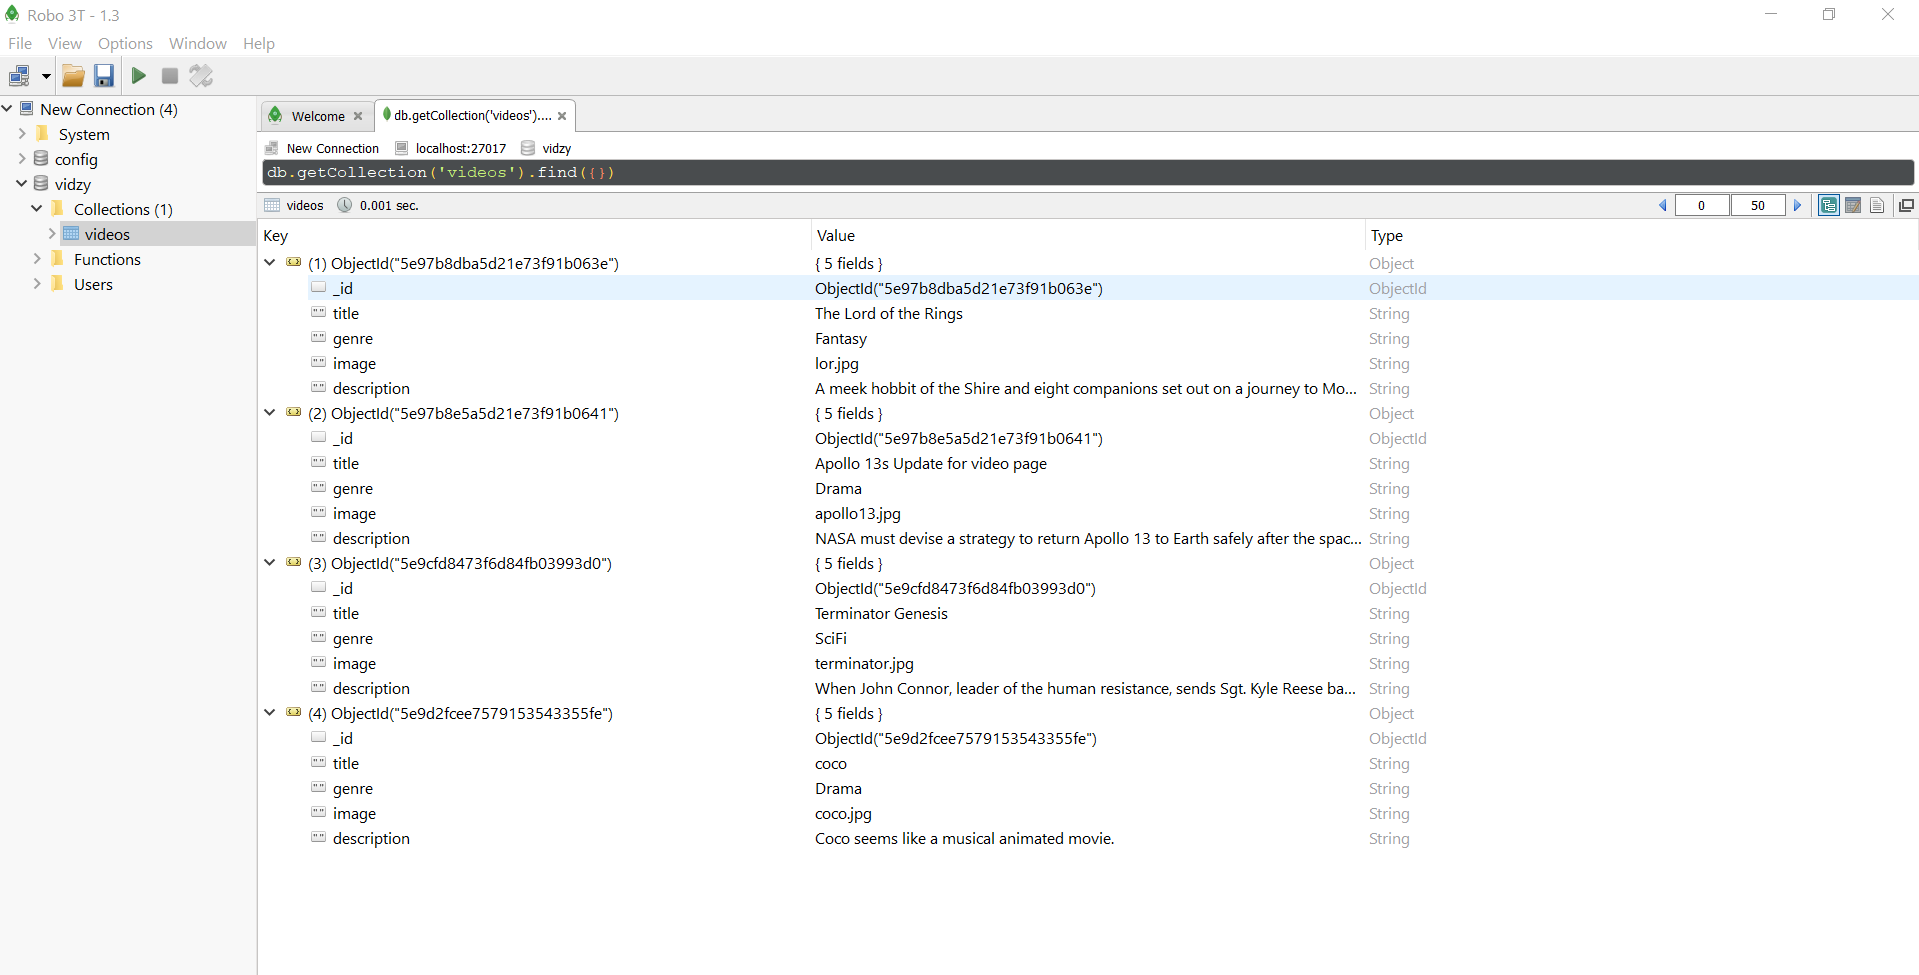 Robo 3T - 1.3
File View Options Window Help
New Connection (4)
System
config
vidzy
Collections (1)
videos
Functions
Users
Welcome
db.getCollection('videos')....
New Connection localhost:27017 vidzy
db.getCollection('videos').find({})
videos 0.001 sec. 0 50
Key Value Type
(1) ObjectId("5e97b8dba5d21e73f91b063e") { 5 fields } Object
_id ObjectId("5e97b8dba5d21e73f91b063e") ObjectId
title The Lord of the Rings String
genre Fantasy String
image lor.jpg String
description A meek hobbit of the Shire and eight companions set out on a journey to Mo... String
(2) ObjectId("5e97b8e5a5d21e73f91b0641") { 5 fields } Object
_id ObjectId("5e97b8e5a5d21e73f91b0641") ObjectId
title Apollo 13s Update for video page String
genre Drama String
image apollo13.jpg String
description NASA must devise a strategy to return Apollo 13 to Earth safely after the spac... String
(3) ObjectId("5e9cfd8473f6d84fb03993d0") { 5 fields } Object
_id ObjectId("5e9cfd8473f6d84fb03993d0") ObjectId
title Terminator Genesis String
genre SciFi String
image terminator.jpg String
description When John Connor, leader of the human resistance, sends Sgt. Kyle Reese ba... String
(4) ObjectId("5e9d2fcee7579153543355fe") { 5 fields } Object
_id ObjectId("5e9d2fcee7579153543355fe") ObjectId
title coco String
genre Drama String
image coco.jpg String
description Coco seems like a musical animated movie. String